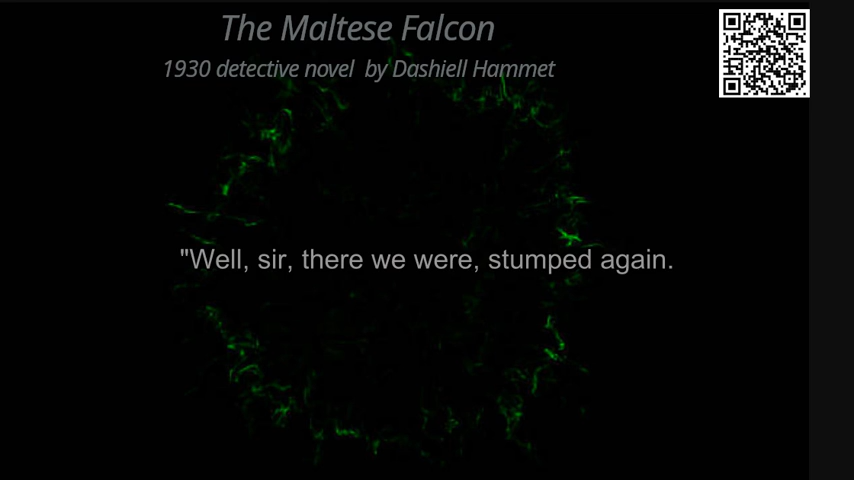 The Maltese Falcon
1930 detective novel by Dashiell Hammet
"Well, sir, there we were, stumped again.